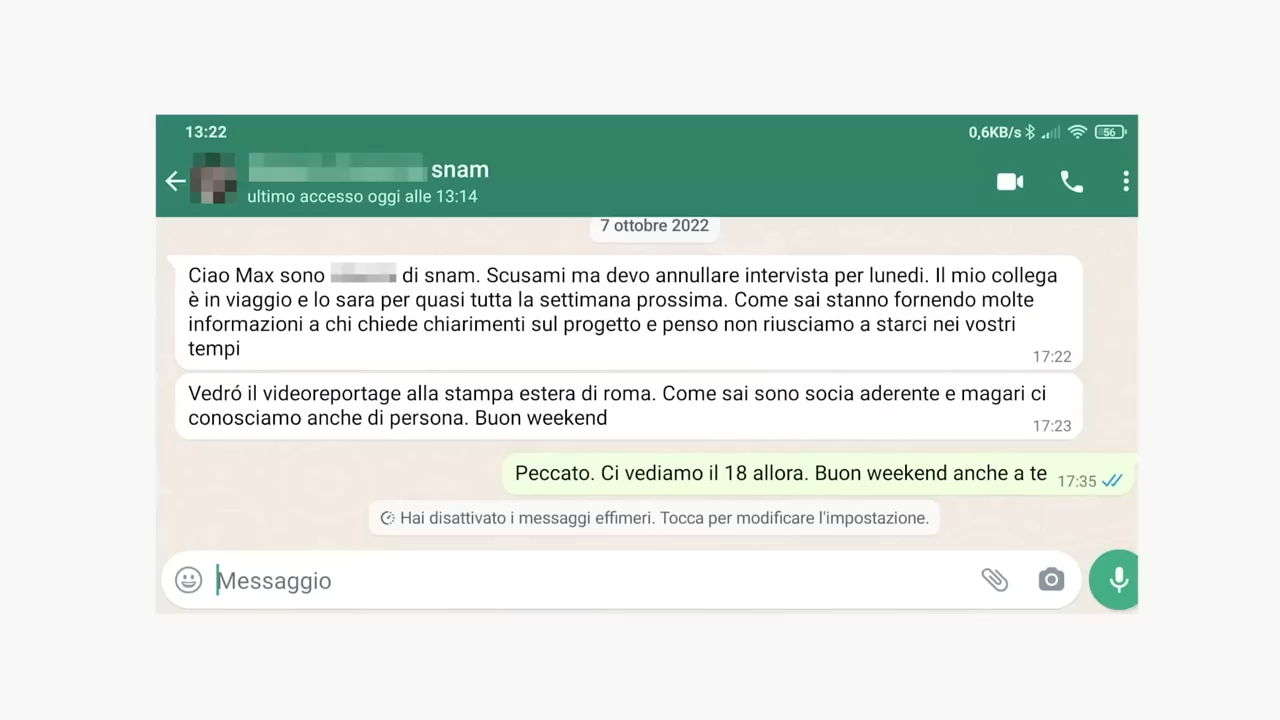 13:22
0,6KB/s
56
snam
ultimo accesso oggi alle 13:14
7 ottobre 2022
Ciao Max sono di snam. Scusami ma devo annullare intervista per lunedi. Il mio collega
è in viaggio e lo sara per quasi tutta la settimana prossima. Come sai stanno fornendo molte
informazioni a chi chiede chiarimenti sul progetto e penso non riusciamo a starci nei vostri
tempi
17:22
Vedró il videoreportage alla stampa estera di roma. Come sai sono socia aderente e magari ci
conosciamo anche di persona. Buon weekend
17:23
Peccato. Ci vediamo il 18 allora. Buon weekend anche a te
17:35
Hai disattivato i messaggi effimeri. Tocca per modificare l'impostazione.
Messaggio